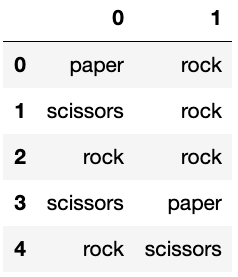 0 1
0 paper rock
1 scissors rock
2 rock rock
3 scissors paper
4 rock scissors